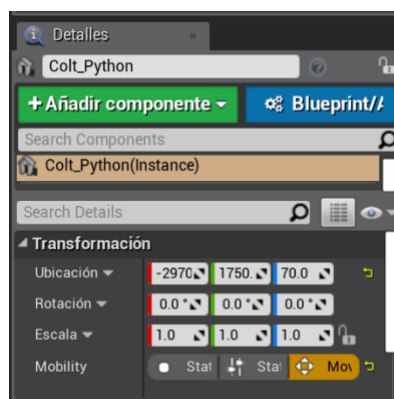 Detalles
Colt_Python
+Añadir componente Blueprint/A
Search Components
Colt_Python(Instance)
Search Details
Transformación
Ubicación -2970 1750. 70.0
Rotación 0.0° 0.0° 0.0°
Escala 1.0 1.0 1.0
Mobility Stat Stat Mov